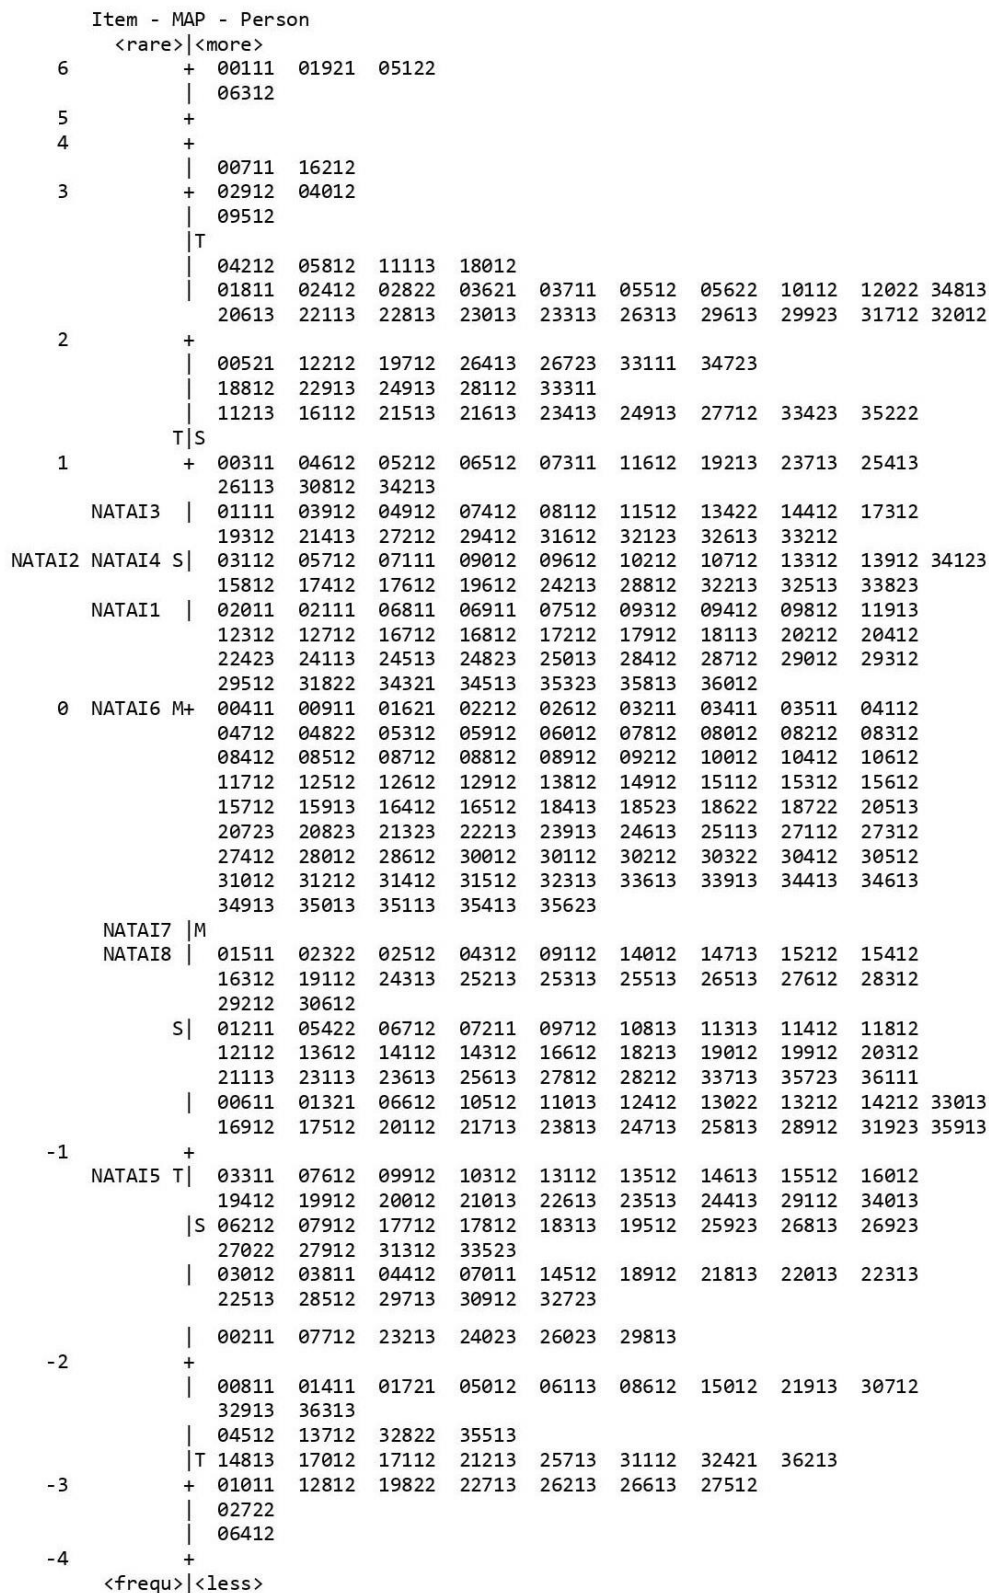 Item - MAP - Person
<rare>|<more>
6 + 00111 01921 05122
| 06312
5 +
4 +
| 00711 16212
3 + 02912 04012
| 09512
|T
| 04212 05812 11113 18012
| 01811 02412 02822 03621 03711 05512 05622 10112 12022 34813
20613 22113 22813 23013 23313 26313 29613 29923 31712 32012
2 +
| 00521 12212 19712 26413 26723 33111 34723
| 18812 22913 24913 28112 33311
| 11213 16112 21513 21613 23413 24913 27712 33423 35222
T|S
1 + 00311 04612 05212 06512 07311 11612 19213 23713 25413
26113 30812 34213
NATAI3 | 01111 03912 04912 07412 08112 11512 13422 14412 17312
19312 21413 27212 29412 31612 32123 32613 33212
NATAI2 NATAI4 S| 03112 05712 07111 09012 09612 10212 10712 13312 13912 34123
15812 17412 17612 19612 24213 28812 32213 32513 33823
NATAI1 | 02011 02111 06811 06911 07512 09312 09412 09812 11913
12312 12712 16712 16812 17212 17912 18113 20212 20412
22423 24113 24513 24823 25013 28412 28712 29012 29312
29512 31822 34321 34513 35323 35813 36012
0 NATAI6 M+ 00411 00911 01621 02212 02612 03211 03411 03511 04112
04712 04822 05312 05912 06012 07812 08012 08212 08312
08412 08512 08712 08812 08912 09212 10012 10412 10612
11712 12512 12612 12912 13812 14912 15112 15312 15612
15712 15913 16412 16512 18413 18523 18622 18722 20513
20723 20823 21323 22213 23913 24613 25113 27112 27312
27412 28012 28612 30012 30112 30212 30322 30412 30512
31012 31212 31412 31512 32313 33613 33913 34413 34613
34913 35013 35113 35413 35623
NATAI7 |M
NATAI8 | 01511 02322 02512 04312 09112 14012 14713 15212 15412
16312 19112 24313 25213 25313 25513 26513 27612 28312
29212 30612
S| 01211 05422 06712 07211 09712 10813 11313 11412 11812
12112 13612 14112 14312 16612 18213 19012 19912 20312
21113 23113 23613 25613 27812 28212 33713 35723 36111
| 00611 01321 06612 10512 11013 12412 13022 13212 14212 33013
16912 17512 20112 21713 23813 24713 25813 28912 31923 35913
-1 +
NATAI5 T| 03311 07612 09912 10312 13112 13512 14613 15512 16012
19412 19912 20012 21013 22613 23513 24413 29112 34013
|S 06212 07912 17712 17812 18313 19512 25923 26813 26923
27022 27912 31312 33523
| 03012 03811 04412 07011 14512 18912 21813 22013 22313
22513 28512 29713 30912 32723
| 00211 07712 23213 24023 26023 29813
-2 +
| 00811 01411 01721 05012 06113 08612 15012 21913 30712
32913 36313
| 04512 13712 32822 35513
|T 14813 17012 17112 21213 25713 31112 32421 36213
-3 + 01011 12812 19822 22713 26213 26613 27512
| 02722
| 06412
-4 +
<frequ>|<less>